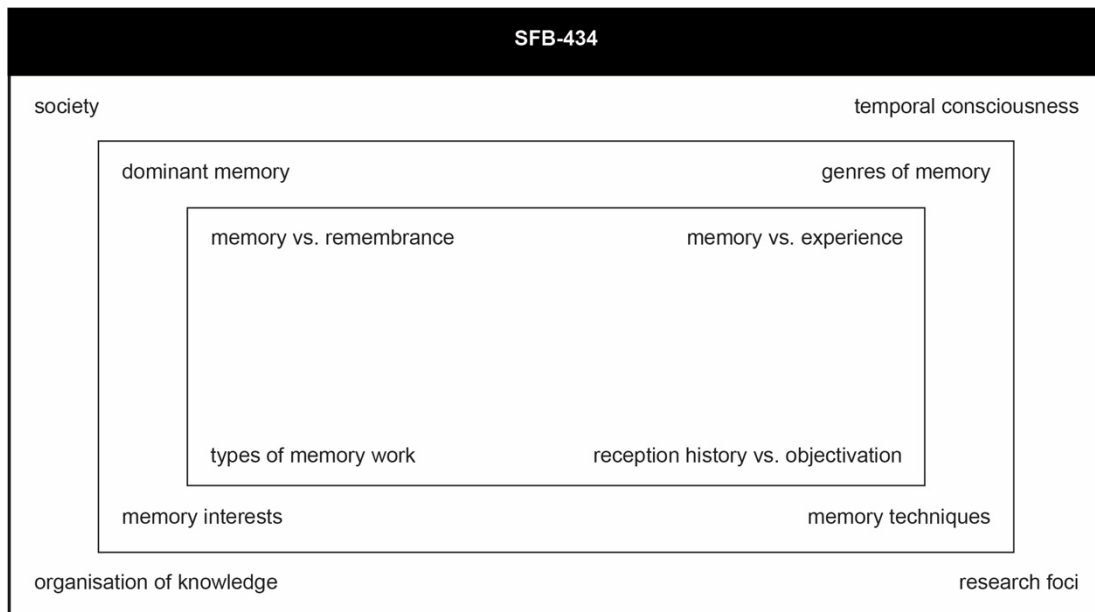 SFB-434
society
temporal consciousness
dominant memory
genres of memory
memory vs. remembrance
memory vs. experience
types of memory work
reception history vs. objectivation
memory interests
memory techniques
organisation of knowledge
research foci